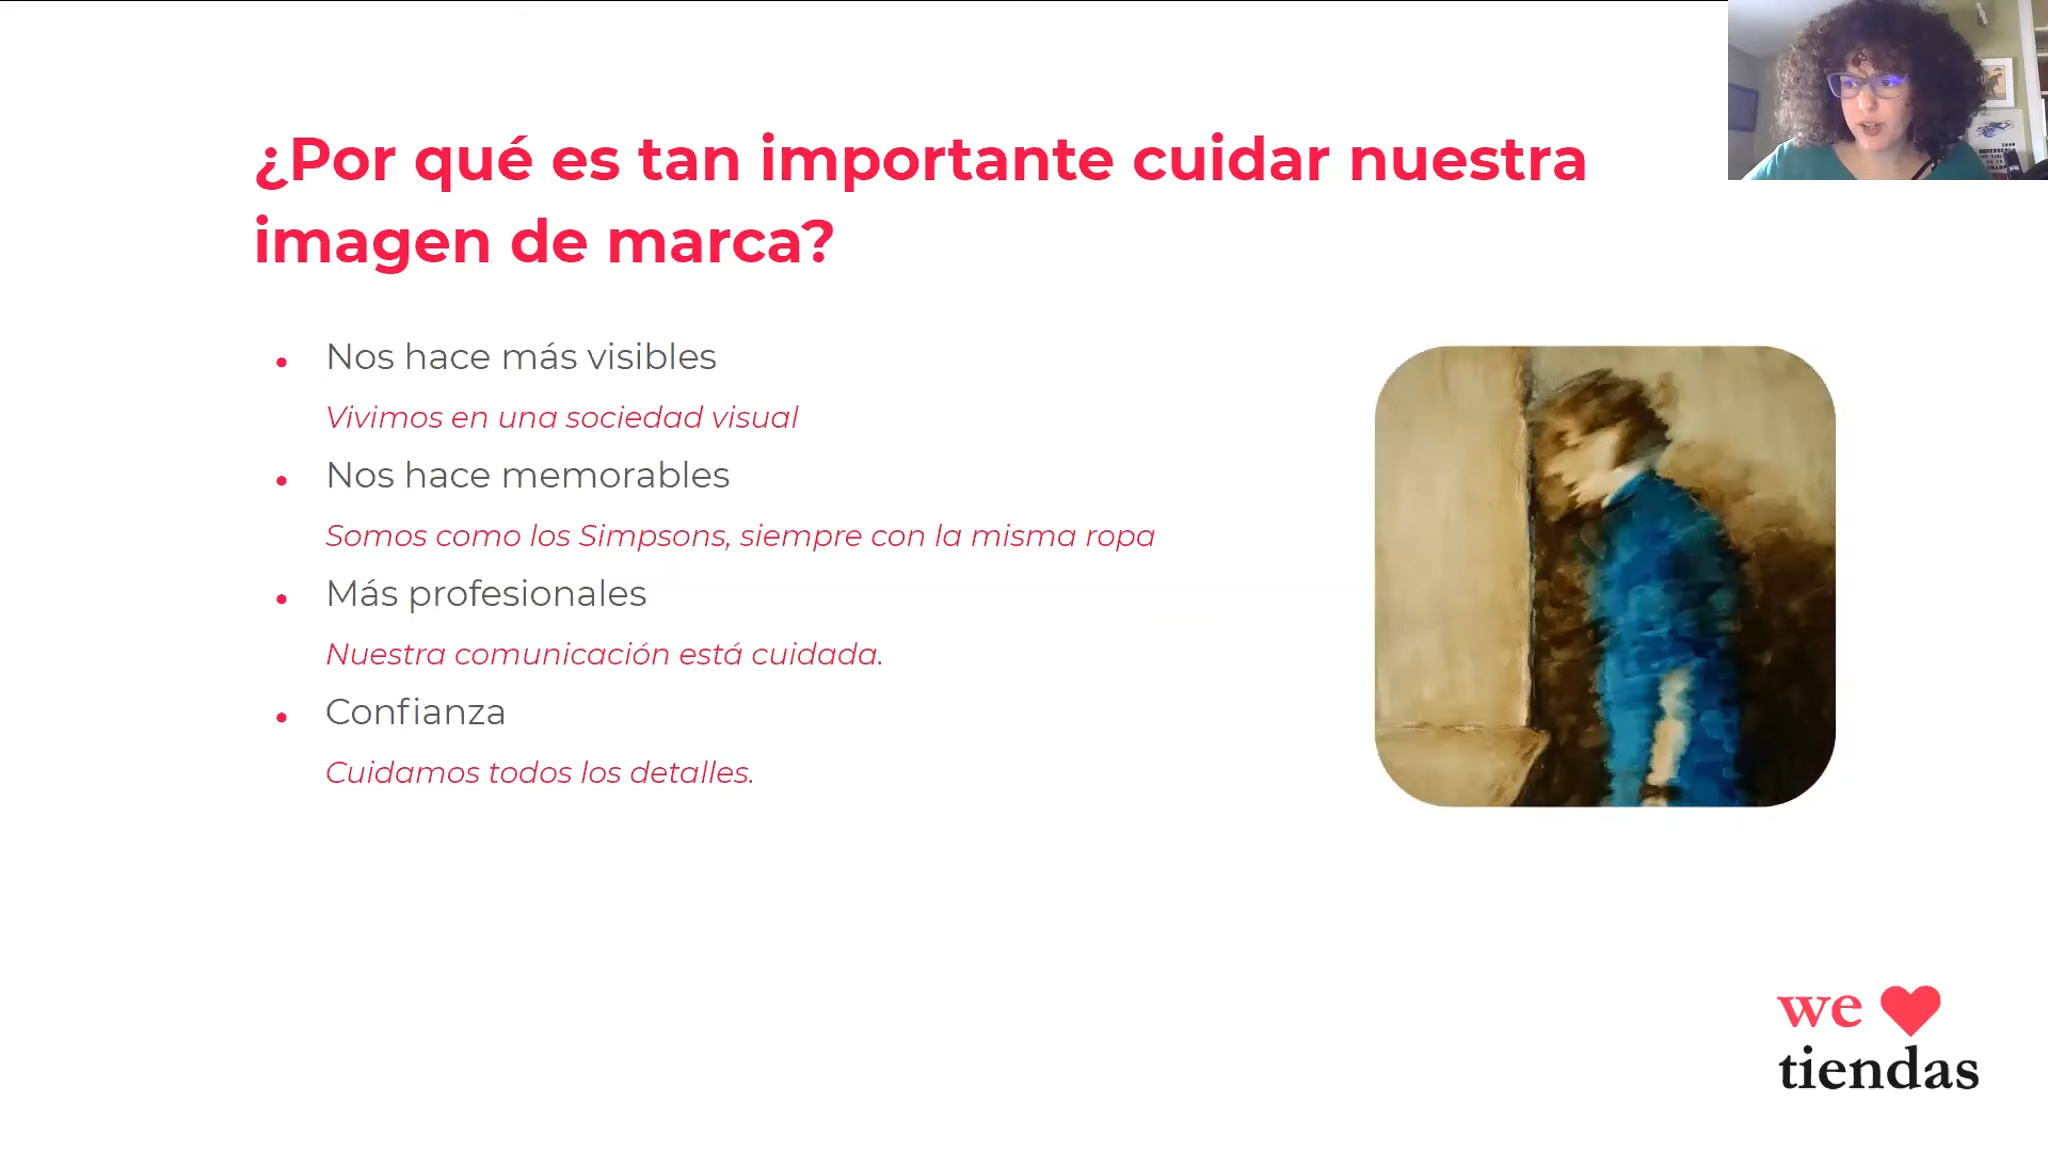 ¿Por qué es tan importante cuidar nuestra
imagen de marca?
Nos hace más visibles
Vivimos en una sociedad visual
Nos hace memorables
Somos como los Simpsons, siempre con la misma ropa
Más profesionales
Nuestra comunicación está cuidada.
Confianza
Cuidamos todos los detalles.
we
tiendas